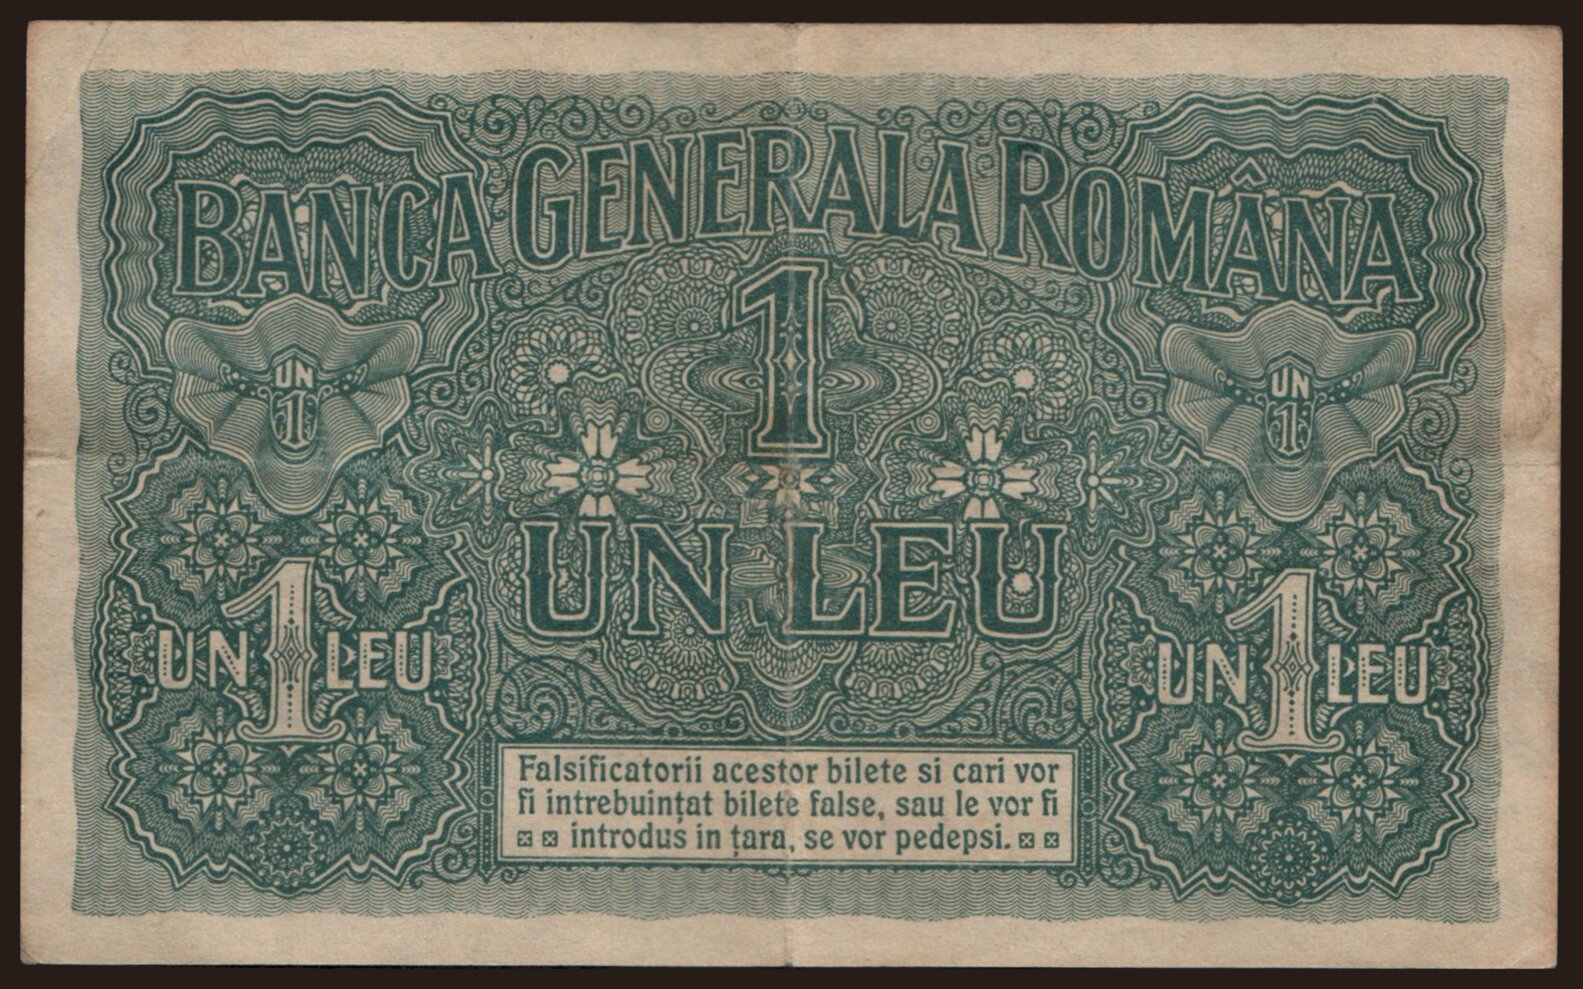 BANCA GENERALA ROMÂNA
1
UN
1
UN
1
UN LEU
UN 1 LEU
UN 1 LEU
Falsificatorii acestor bilete si cari vor
fi intrebuințat bilete false, sau le vor fi
introdus in țara, se vor pedepsi.